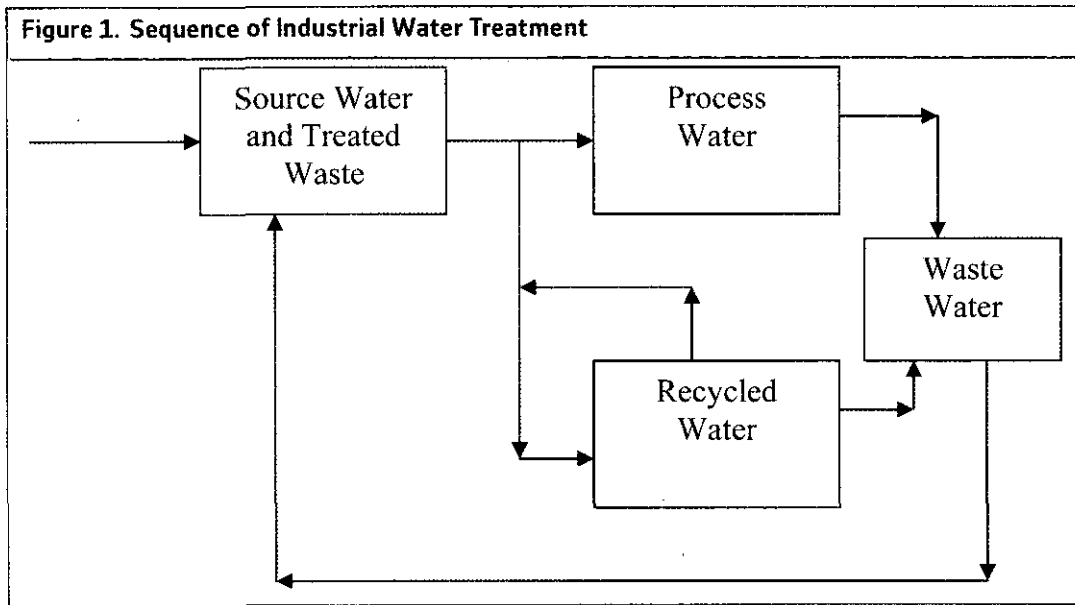 Figure 1. Sequence of Industrial Water Treatment
Source Water
and Treated
Waste
Process
Water
Waste
Water
Recycled
Water